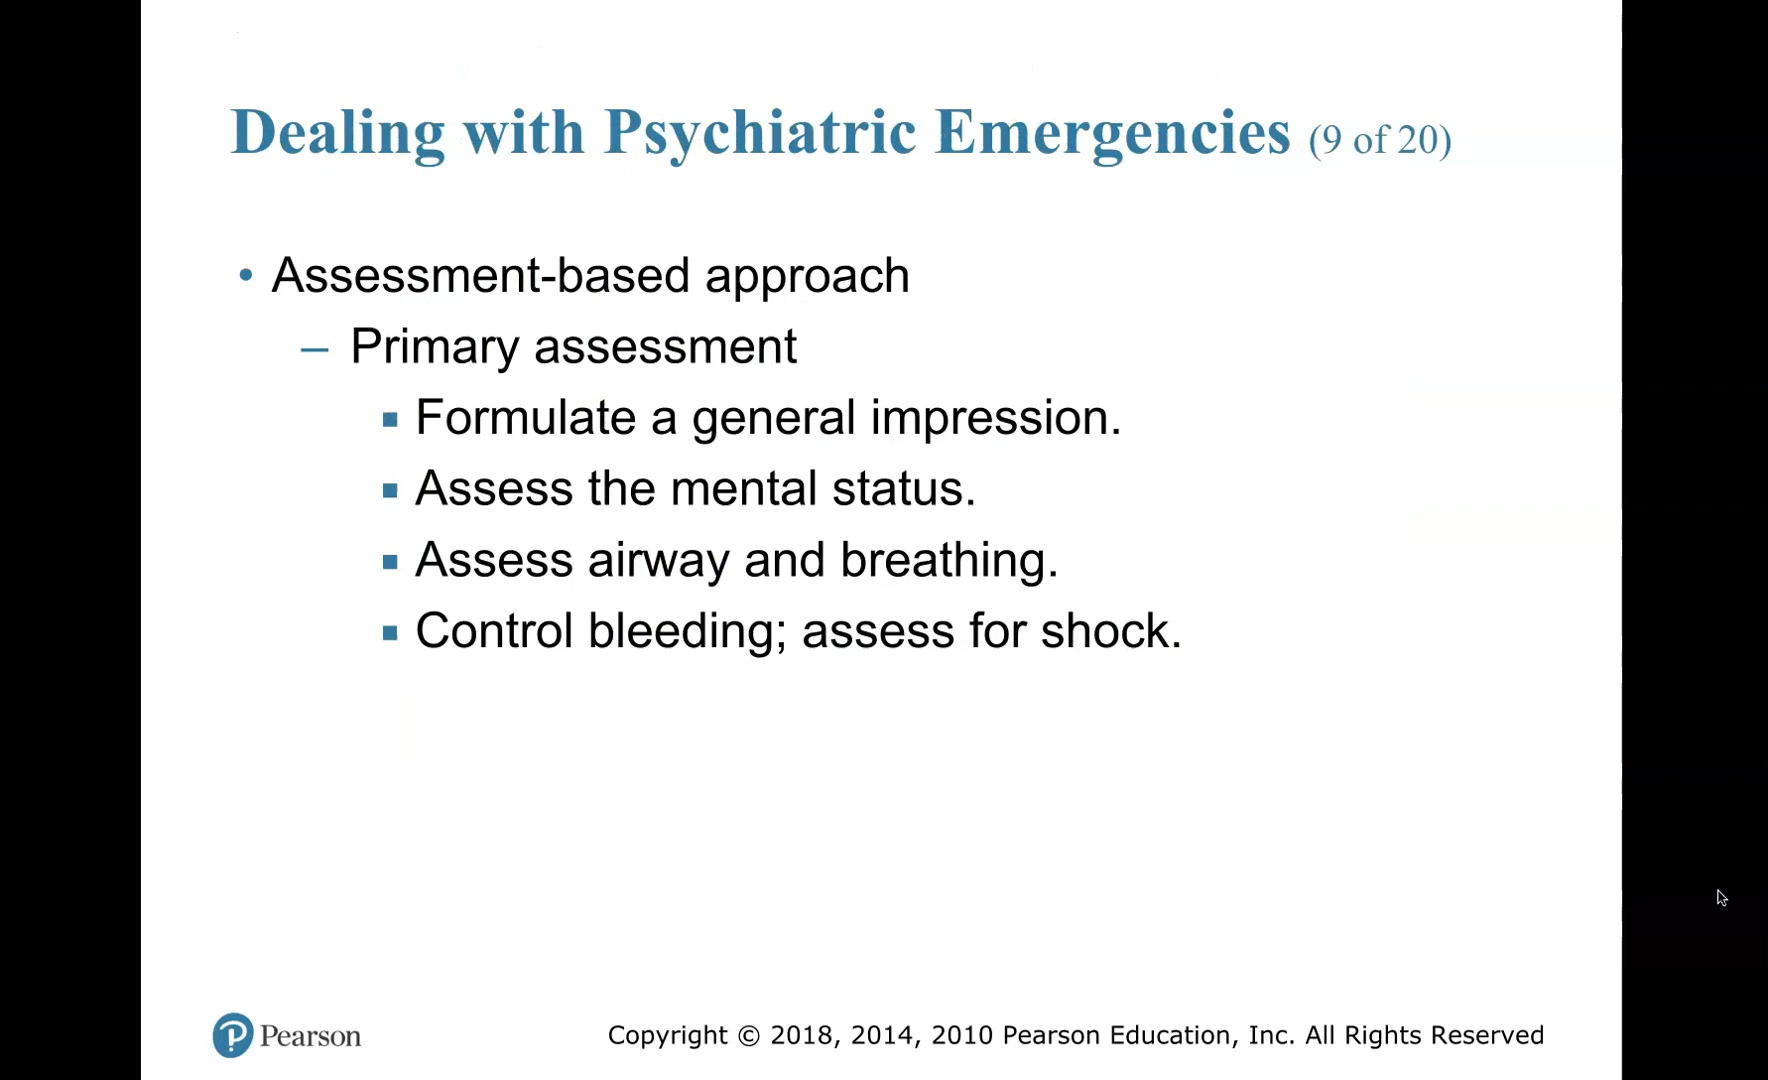 Dealing with Psychiatric Emergencies (9 of 20)
• Assessment-based approach
– Primary assessment
▪ Formulate a general impression.
▪ Assess the mental status.
▪ Assess airway and breathing.
▪ Control bleeding; assess for shock.
Pearson
Copyright © 2018, 2014, 2010 Pearson Education, Inc. All Rights Reserved